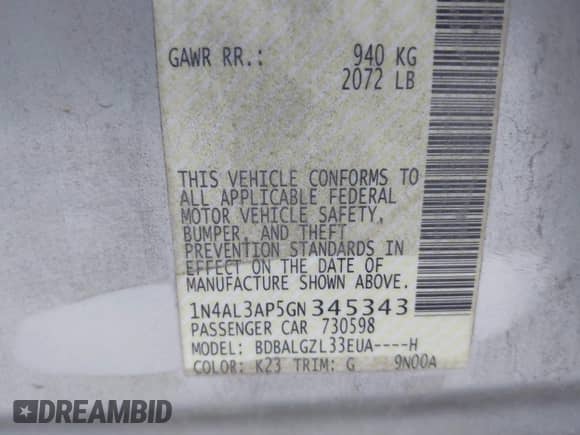 GAWR RR.: 940 KG
2072 LB
THIS VEHICLE CONFORMS TO
ALL APPLICABLE FEDERAL
MOTOR VEHICLE SAFETY,
BUMPER, AND THEFT
PREVENTION STANDARDS IN
EFFECT ON THE DATE OF
MANUFACTURE SHOWN ABOVE.
1N4AL3AP5GN345343
PASSENGER CAR 730598
MODEL: BDBALGZL33EUA----H
COLOR: K23 TRIM: G 9N00A
DREAMBID